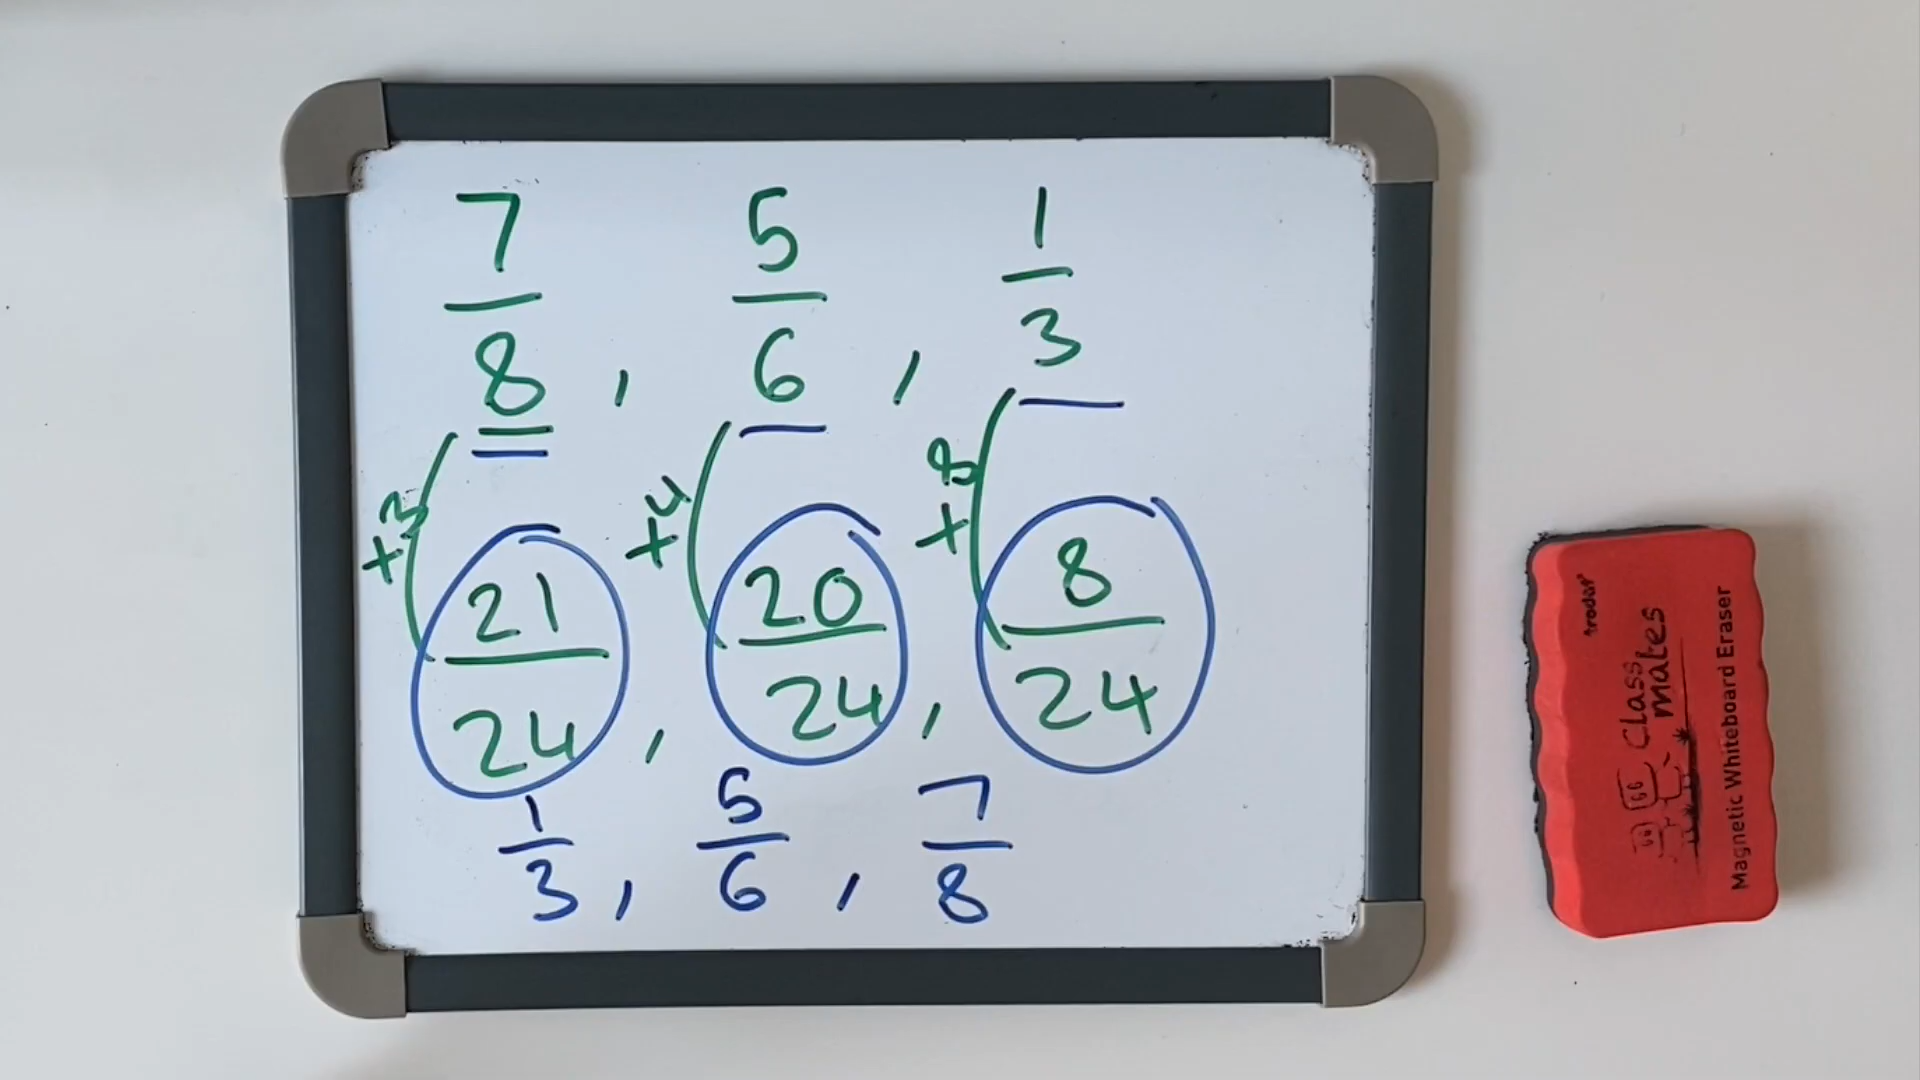 7/8 , 5/6 , 1/3
×3 ×4 ×8
21/24 , 20/24 , 8/24
1/3 , 5/6 , 7/8
trodat
Class
mates
Magnetic Whiteboard Eraser